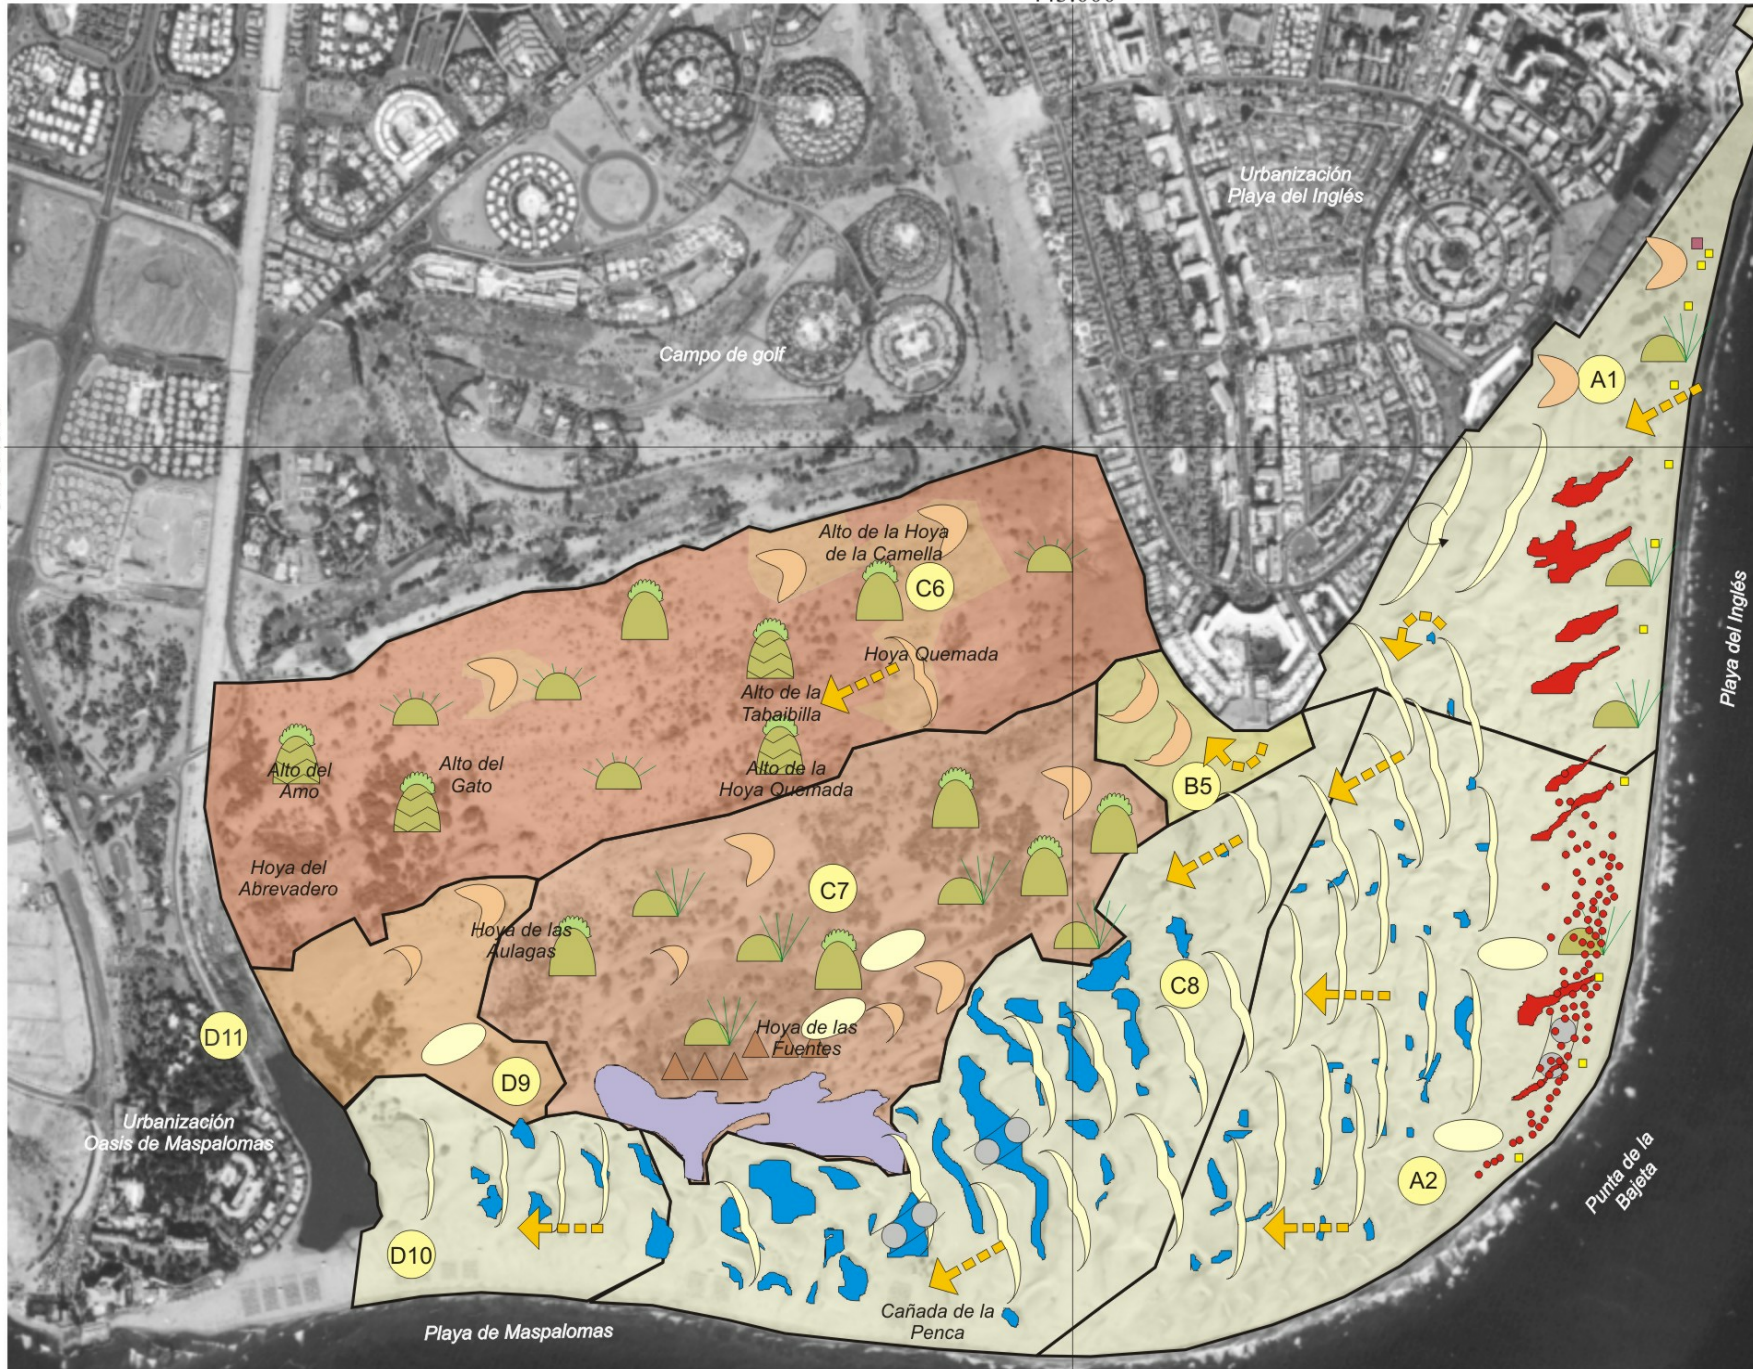 Urbanización
Playa del Inglés
Campo de golf
A1
Alto de la Hoya
de la Camella
C6
Hoya Quemada
Playa del Inglés
Alto de la
Tabaibilla
Alto del
Gato
Alto del
Amo
Alto de la
Hoya Quemada
B5
Hoya del
Abrevadero
C7
Hoya de las
Aulagas
C8
D11
Hoya de las
Fuentes
D9
Urbanización
Oasis de Maspalomas
A2
Punta de la
Bajeta
D10
Cañada de la
Penca
Playa de Maspalomas